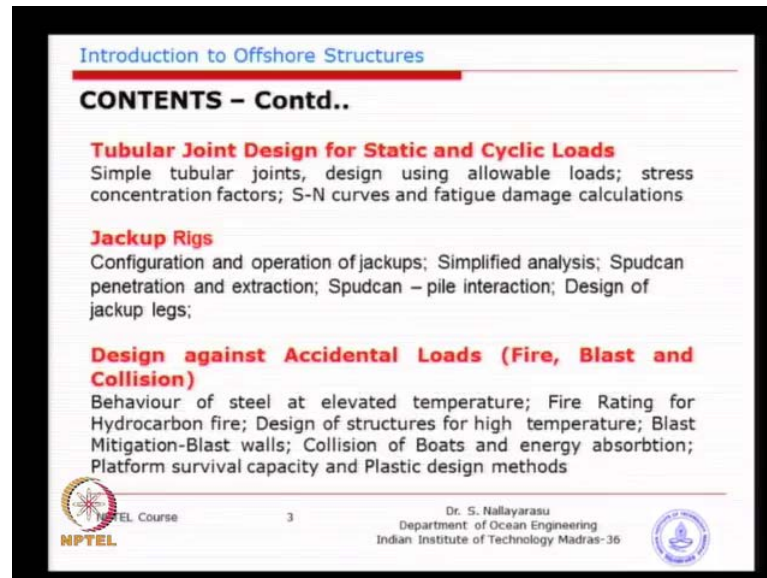 Introduction to Offshore Structures
CONTENTS – Contd..
Tubular Joint Design for Static and Cyclic Loads
Simple tubular joints, design using allowable loads; stress
concentration factors; S-N curves and fatigue damage calculations
Jackup Rigs
Configuration and operation of jackups; Simplified analysis; Spudcan
penetration and extraction; Spudcan – pile interaction; Design of
jackup legs;
Design against Accidental Loads (Fire, Blast and
Collision)
Behaviour of steel at elevated temperature; Fire Rating for
Hydrocarbon fire; Design of structures for high temperature; Blast
Mitigation-Blast walls; Collision of Boats and energy absorbtion;
Platform survival capacity and Plastic design methods
NPTEL Course
3
Dr. S. Nallayarasu
Department of Ocean Engineering
Indian Institute of Technology Madras-36
NPTEL